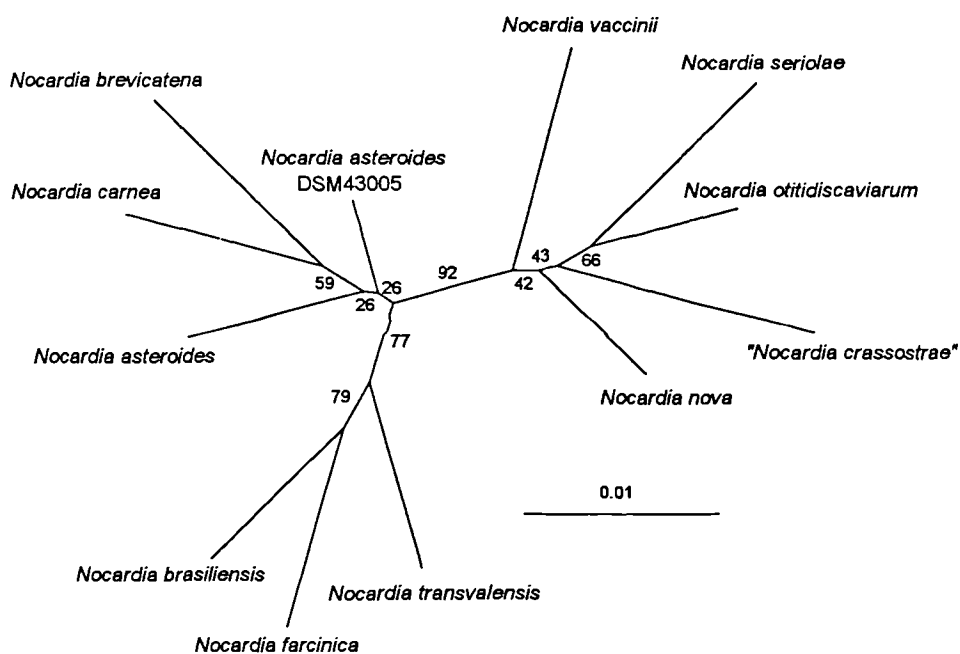 Nocardia vaccinii
Nocardia seriolae
Nocardia brevicatena
Nocardia asteroides
DSM43005
Nocardia carnea
Nocardia otitidiscaviarum
43
66
92
59
26
42
26
Nocardia asteroides
77
"Nocardia crassostrae"
79
Nocardia nova
0.01
Nocardia brasiliensis
Nocardia transvalensis
Nocardia farcinica